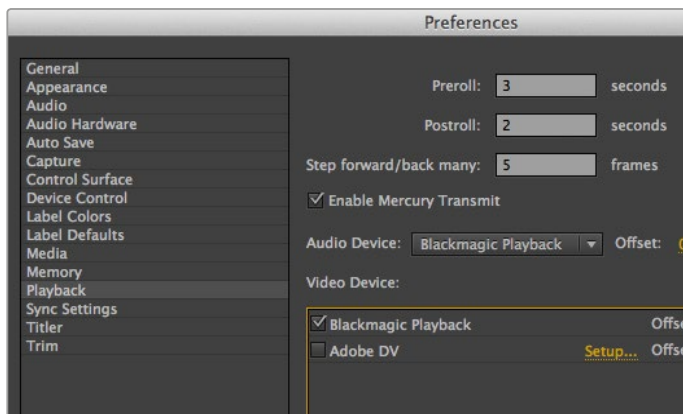 Preferences
General
Appearance
Audio
Audio Hardware
Auto Save
Capture
Control Surface
Device Control
Label Colors
Label Defaults
Media
Memory
Playback
Sync Settings
Titler
Trim
Preroll: 3 seconds
Postroll: 2 seconds
Step forward/back many: 5 frames
Enable Mercury Transmit
Audio Device: Blackmagic Playback Offset:
Video Device:
Blackmagic Playback
Adobe DV Setup...